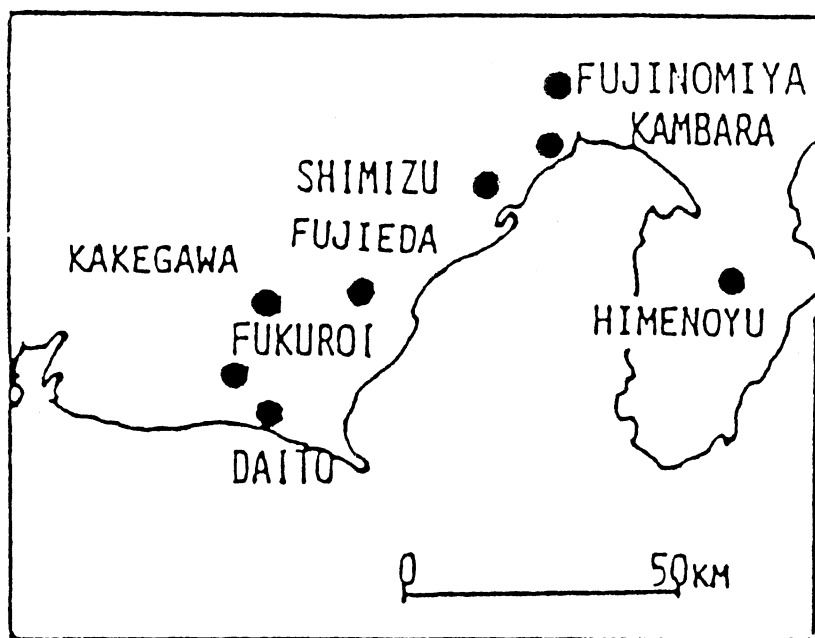 FUJINOMIYA
KAMBARA
SHIMIZU
FUJIEDA
KAKEGAWA
HIMENOYU
FUKUROI
DAITO
0 50KM